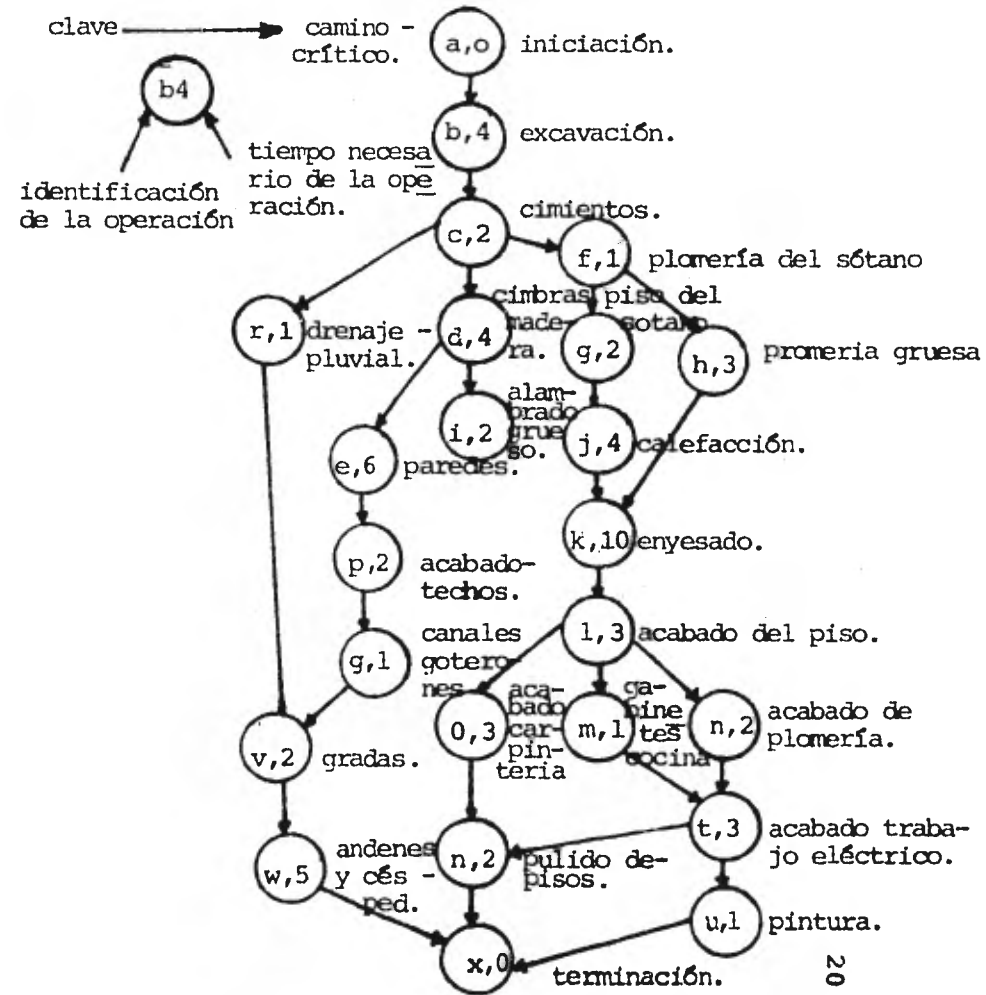 clave
camino -
crítico.
b4
identificación
de la operación
tiempo necesa
rio de la ope
ración.
a,o
iniciación.
b,4
excavación.
c,2
cimientos.
f,1
plomería del sótano
r,1
drenaje -
pluvial.
d,4
cimbras
made-
ra.
piso del
sotano
g,2
h,3
promeria gruesa
i,2
alam-
brado
grue
so.
j,4
calefacción.
e,6
paredes.
k,10
enyesado.
p,2
acabado-
techos.
l,3
acabado del piso.
g,1
canales
gotero-
nes
0,3
aca-
bado
car-
pin-
teria
m,1
ga-
bine
tes
cocina
n,2
acabado de
plomería.
v,2
gradas.
t,3
acabado traba-
jo eléctrico.
w,5
andenes
y cés -
ped.
n,2
pulido de-
pisos.
u,1
pintura.
x,0
terminación.
20